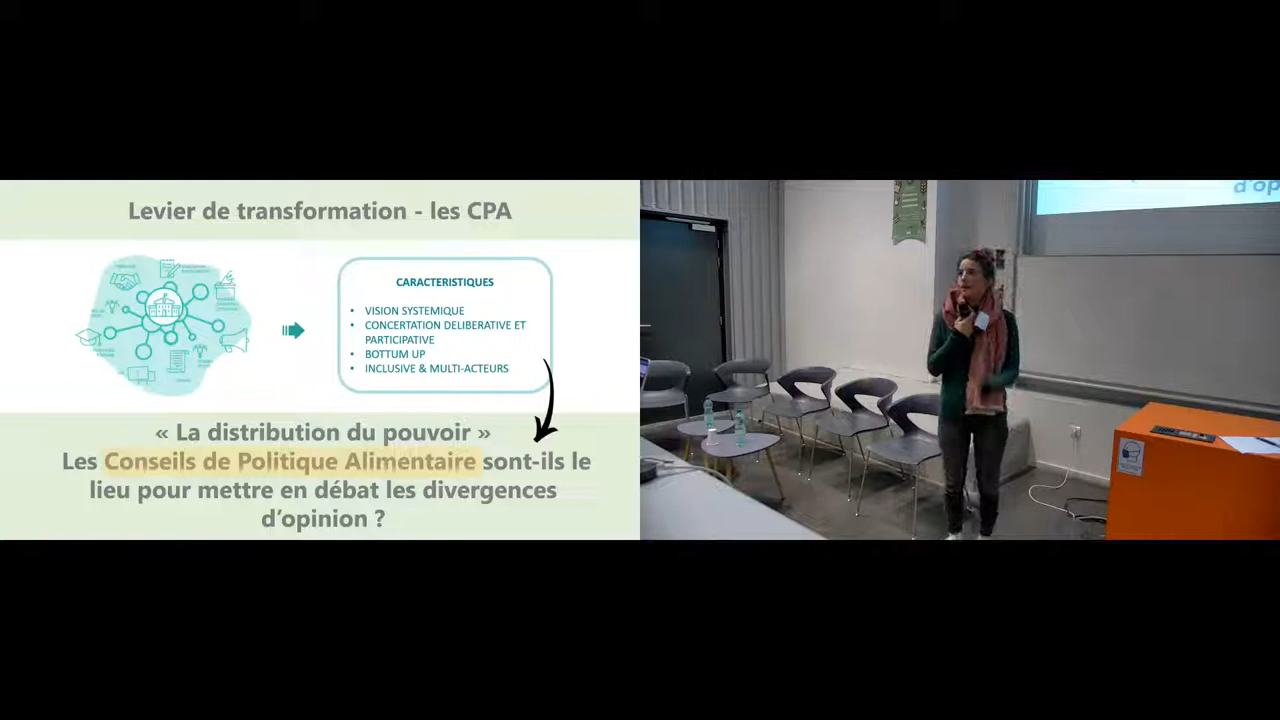 Levier de transformation - les CPA
CARACTERISTIQUES
• VISION SYSTEMIQUE
• CONCERTATION DELIBERATIVE ET
PARTICIPATIVE
• BOTTUM UP
• INCLUSIVE & MULTI-ACTEURS
« La distribution du pouvoir »
Les Conseils de Politique Alimentaire sont-ils le
lieu pour mettre en débat les divergences
d'opinion ?
d'op